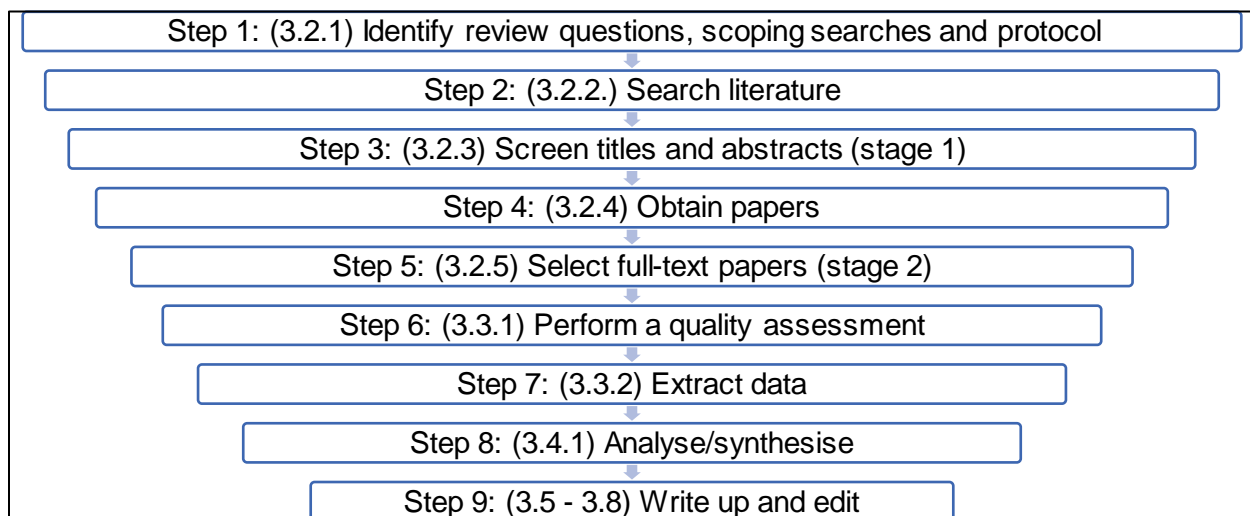 Step 1: (3.2.1) Identify review questions, scoping searches and protocol
Step 2: (3.2.2.) Search literature
Step 3: (3.2.3) Screen titles and abstracts (stage 1)
Step 4: (3.2.4) Obtain papers
Step 5: (3.2.5) Select full-text papers (stage 2)
Step 6: (3.3.1) Perform a quality assessment
Step 7: (3.3.2) Extract data
Step 8: (3.4.1) Analyse/synthesise
Step 9: (3.5 - 3.8) Write up and edit